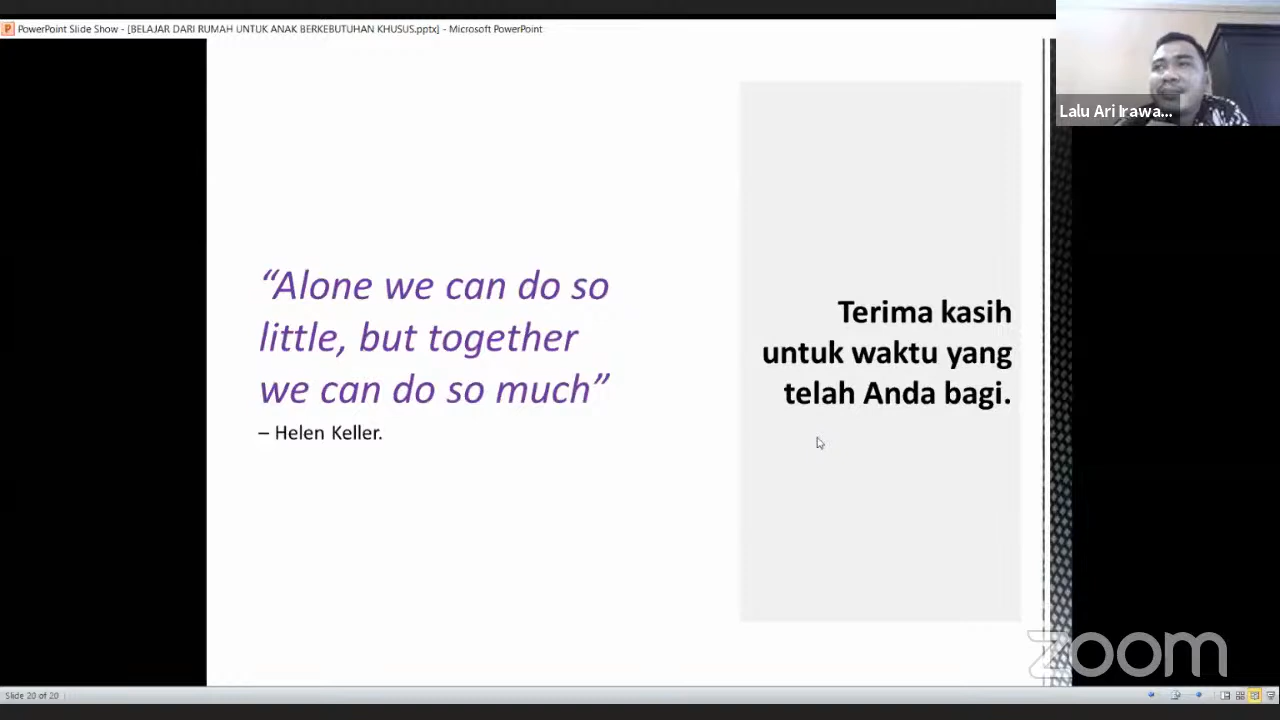 PowerPoint Slide Show - [BELAJAR DARI RUMAH UNTUK ANAK BERKEBUTUHAN KHUSUS.pptx] - Microsoft PowerPoint
Lalu Ari Irawa...
“Alone we can do so
little, but together
we can do so much”
– Helen Keller.
Terima kasih
untuk waktu yang
telah Anda bagi.
zoom
Slide 20 of 20